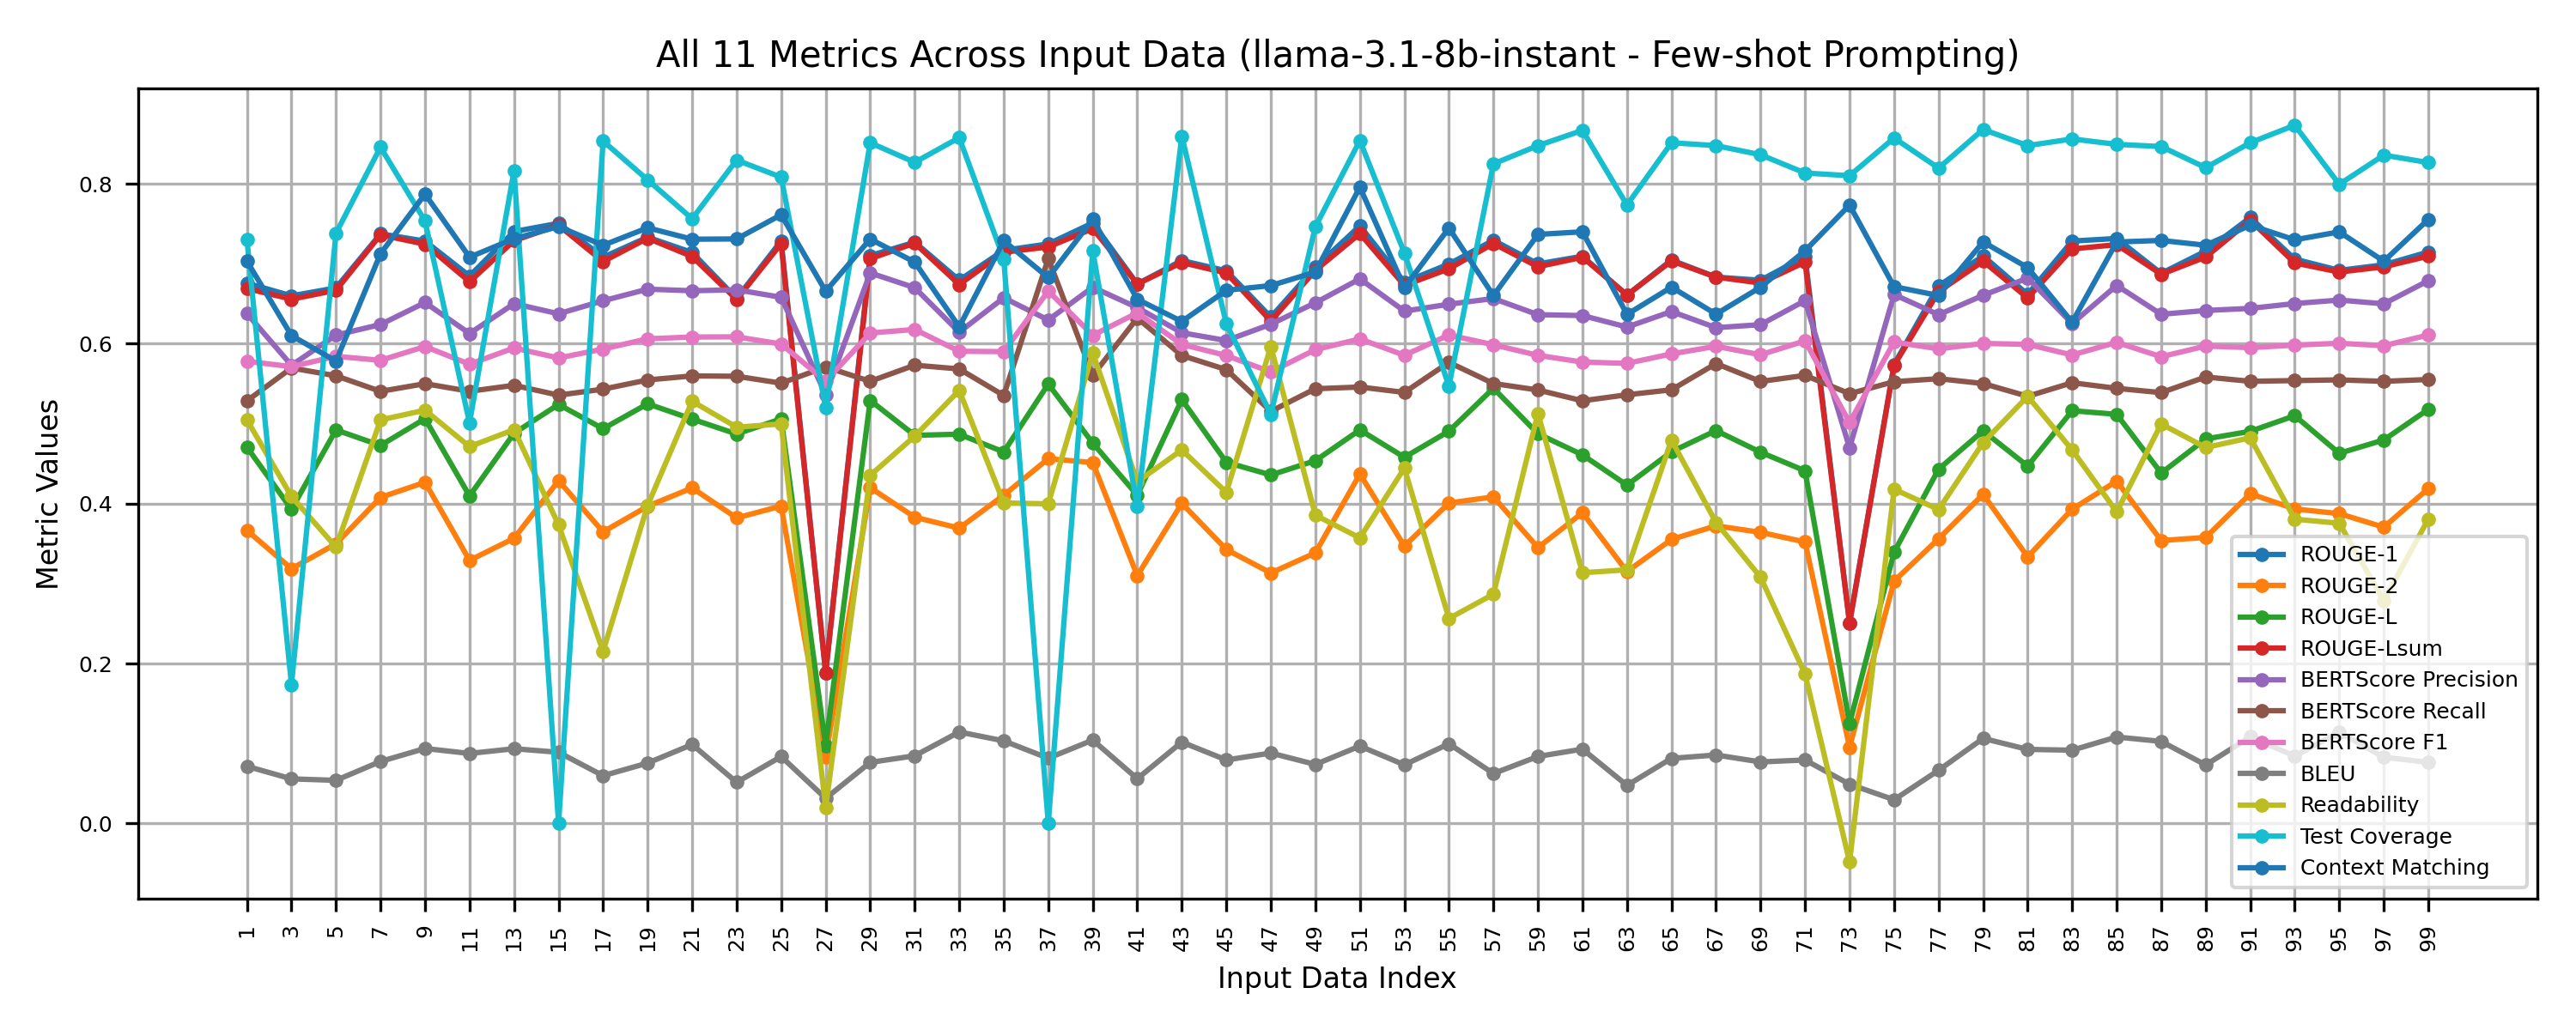 All 11 Metrics Across Input Data (llama-3.1-8b-instant - Few-shot Prompting)
Metric Values
0.8
0.6
0.4
0.2
0.0
ROUGE-1
ROUGE-2
ROUGE-L
ROUGE-Lsum
BERTScore Precision
BERTScore Recall
BERTScore F1
BLEU
Readability
Test Coverage
Context Matching
1 3 5 7 9 11 13 15 17 19 21 23 25 27 29 31 33 35 37 39 41 43 45 47 49 51 53 55 57 59 61 63 65 67 69 71 73 75 77 79 81 83 85 87 89 91 93 95 97 99
Input Data Index